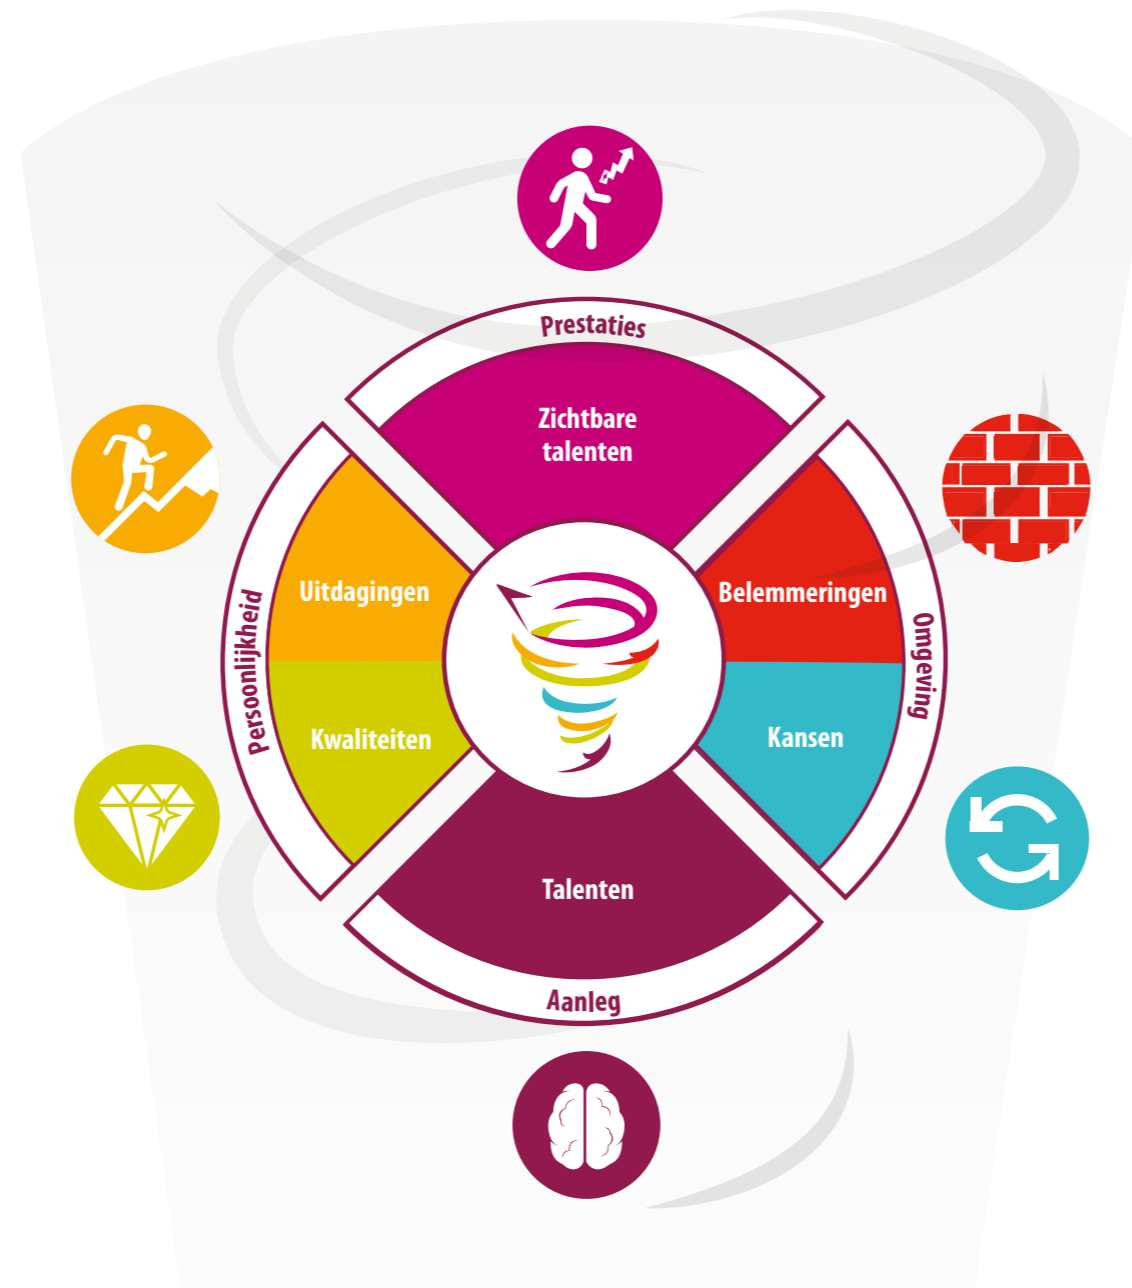 Prestaties
Zichtbare
talenten
Persoonlijkheid
Uitdagingen
Kwaliteiten
Belemmeringen
Kansen
Omgeving
Talenten
Aanleg